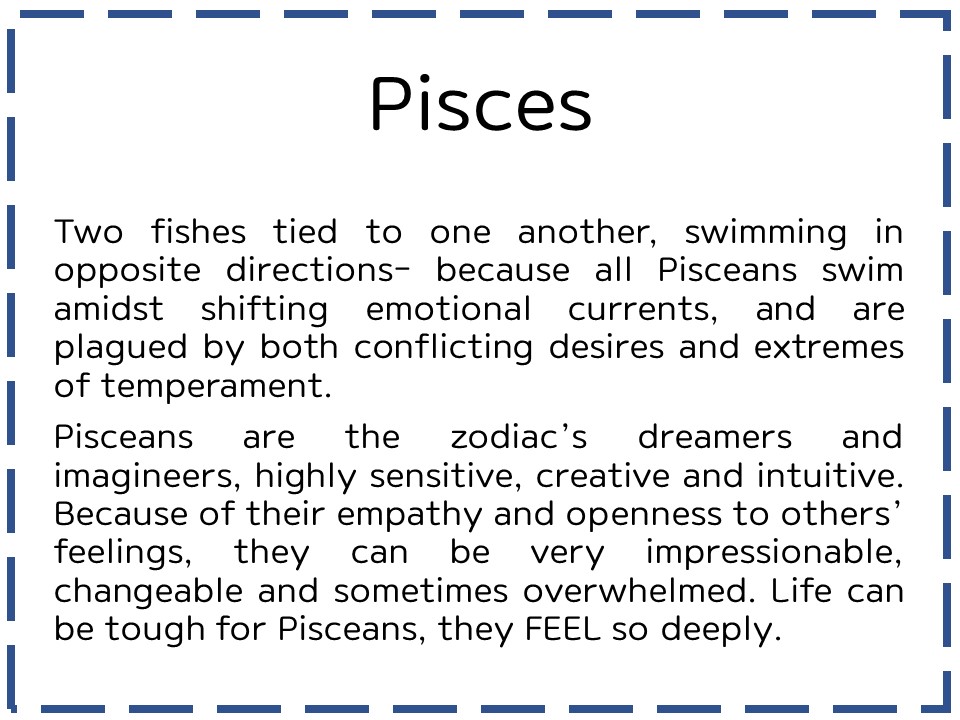 Pisces
Two fishes tied to one another, swimming in
opposite directions– because all Pisceans swim
amidst shifting emotional currents, and are
plagued by both conflicting desires and extremes
of temperament.
Pisceans are the zodiac’s dreamers and
imagineers, highly sensitive, creative and intuitive.
Because of their empathy and openness to others’
feelings, they can be very impressionable,
changeable and sometimes overwhelmed. Life can
be tough for Pisceans, they FEEL so deeply.